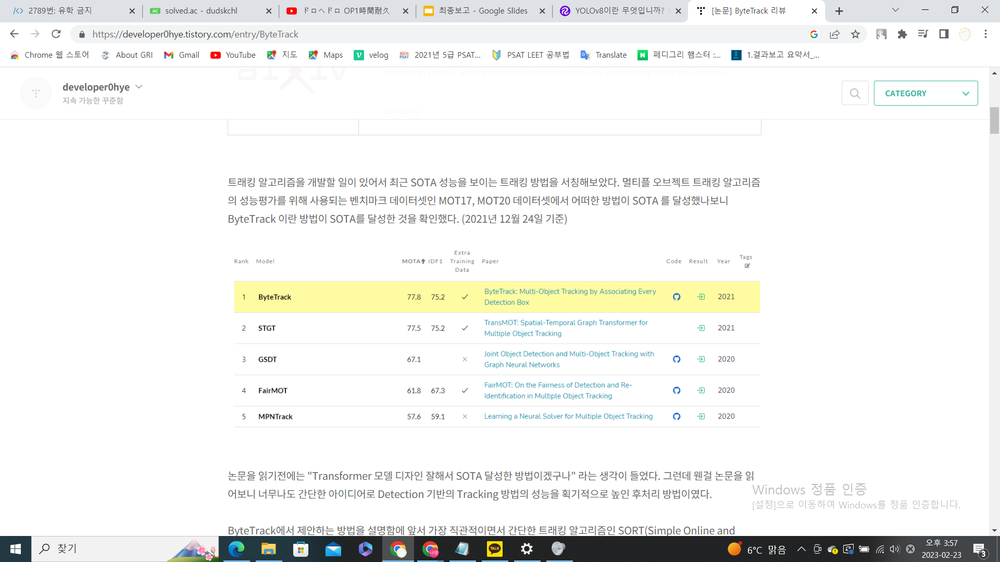 2789번: 유학 금지
solved.ac - dudskchl
ドロヘドロ OP1時間耐久
최종보고 - Google Slides
YOLOv8이란 무엇입니까?
[논문] ByteTrack 리뷰
https://developer0hye.tistory.com/entry/ByteTrack
Chrome 웹 스토어
About GRI
Gmail
YouTube
지도
Maps
velog
2021년 5급 PSAT...
PSAT LEET 공부법
Translate
페디그리 햄스터 :...
1.결과보고 요약서_...
arXiv
objects in videos. Most methods obtain identities by associating detection boxes…
developer0hye
지속 가능한 꾸준함
arxiv.org
CATEGORY
트래킹 알고리즘을 개발할 일이 있어서 최근 SOTA 성능을 보이는 트래킹 방법을 서칭해보았다. 멀티플 오브젝트 트래킹 알고리즘
의 성능평가를 위해 사용되는 벤치마크 데이터셋인 MOT17, MOT20 데이터셋에서 어떠한 방법이 SOTA 를 달성했나보니
ByteTrack 이란 방법이 SOTA를 달성한 것을 확인했다. (2021년 12월 24일 기준)
Rank Model MOTA IDF1 Extra Training Data Paper Code Result Year Tags
1 ByteTrack 77.8 75.2 ✓ ByteTrack: Multi-Object Tracking by Associating Every
Detection Box 2021
2 STGT 77.5 75.2 ✓ TransMOT: Spatial-Temporal Graph Transformer for
Multiple Object Tracking 2021
3 GSDT 67.1 × Joint Object Detection and Multi-Object Tracking with
Graph Neural Networks 2020
4 FairMOT 61.8 67.3 ✓ FairMOT: On the Fairness of Detection and Re-
Identification in Multiple Object Tracking 2020
5 MPNTrack 57.6 59.1 × Learning a Neural Solver for Multiple Object Tracking 2020
논문을 읽기전에는 "Transformer 모델 디자인 잘해서 SOTA 달성한 방법이겠구나" 라는 생각이 들었다. 그런데 웬걸 논문을 읽
어보니 너무나도 간단한 아이디어로 Detection 기반의 Tracking 방법의 성능을 획기적으로 높인 후처리 방법이였다.
Windows 정품 인증
[설정]으로 이동하여 Windows를 정품 인증합니다.
ByteTrack에서 제안하는 방법을 설명함에 앞서 가장 직관적이면서 간단한 트래킹 알고리즘인 SORT(Simple Online and
찾기
TALK
6°C 맑음
오후 3:57
2023-02-23
3